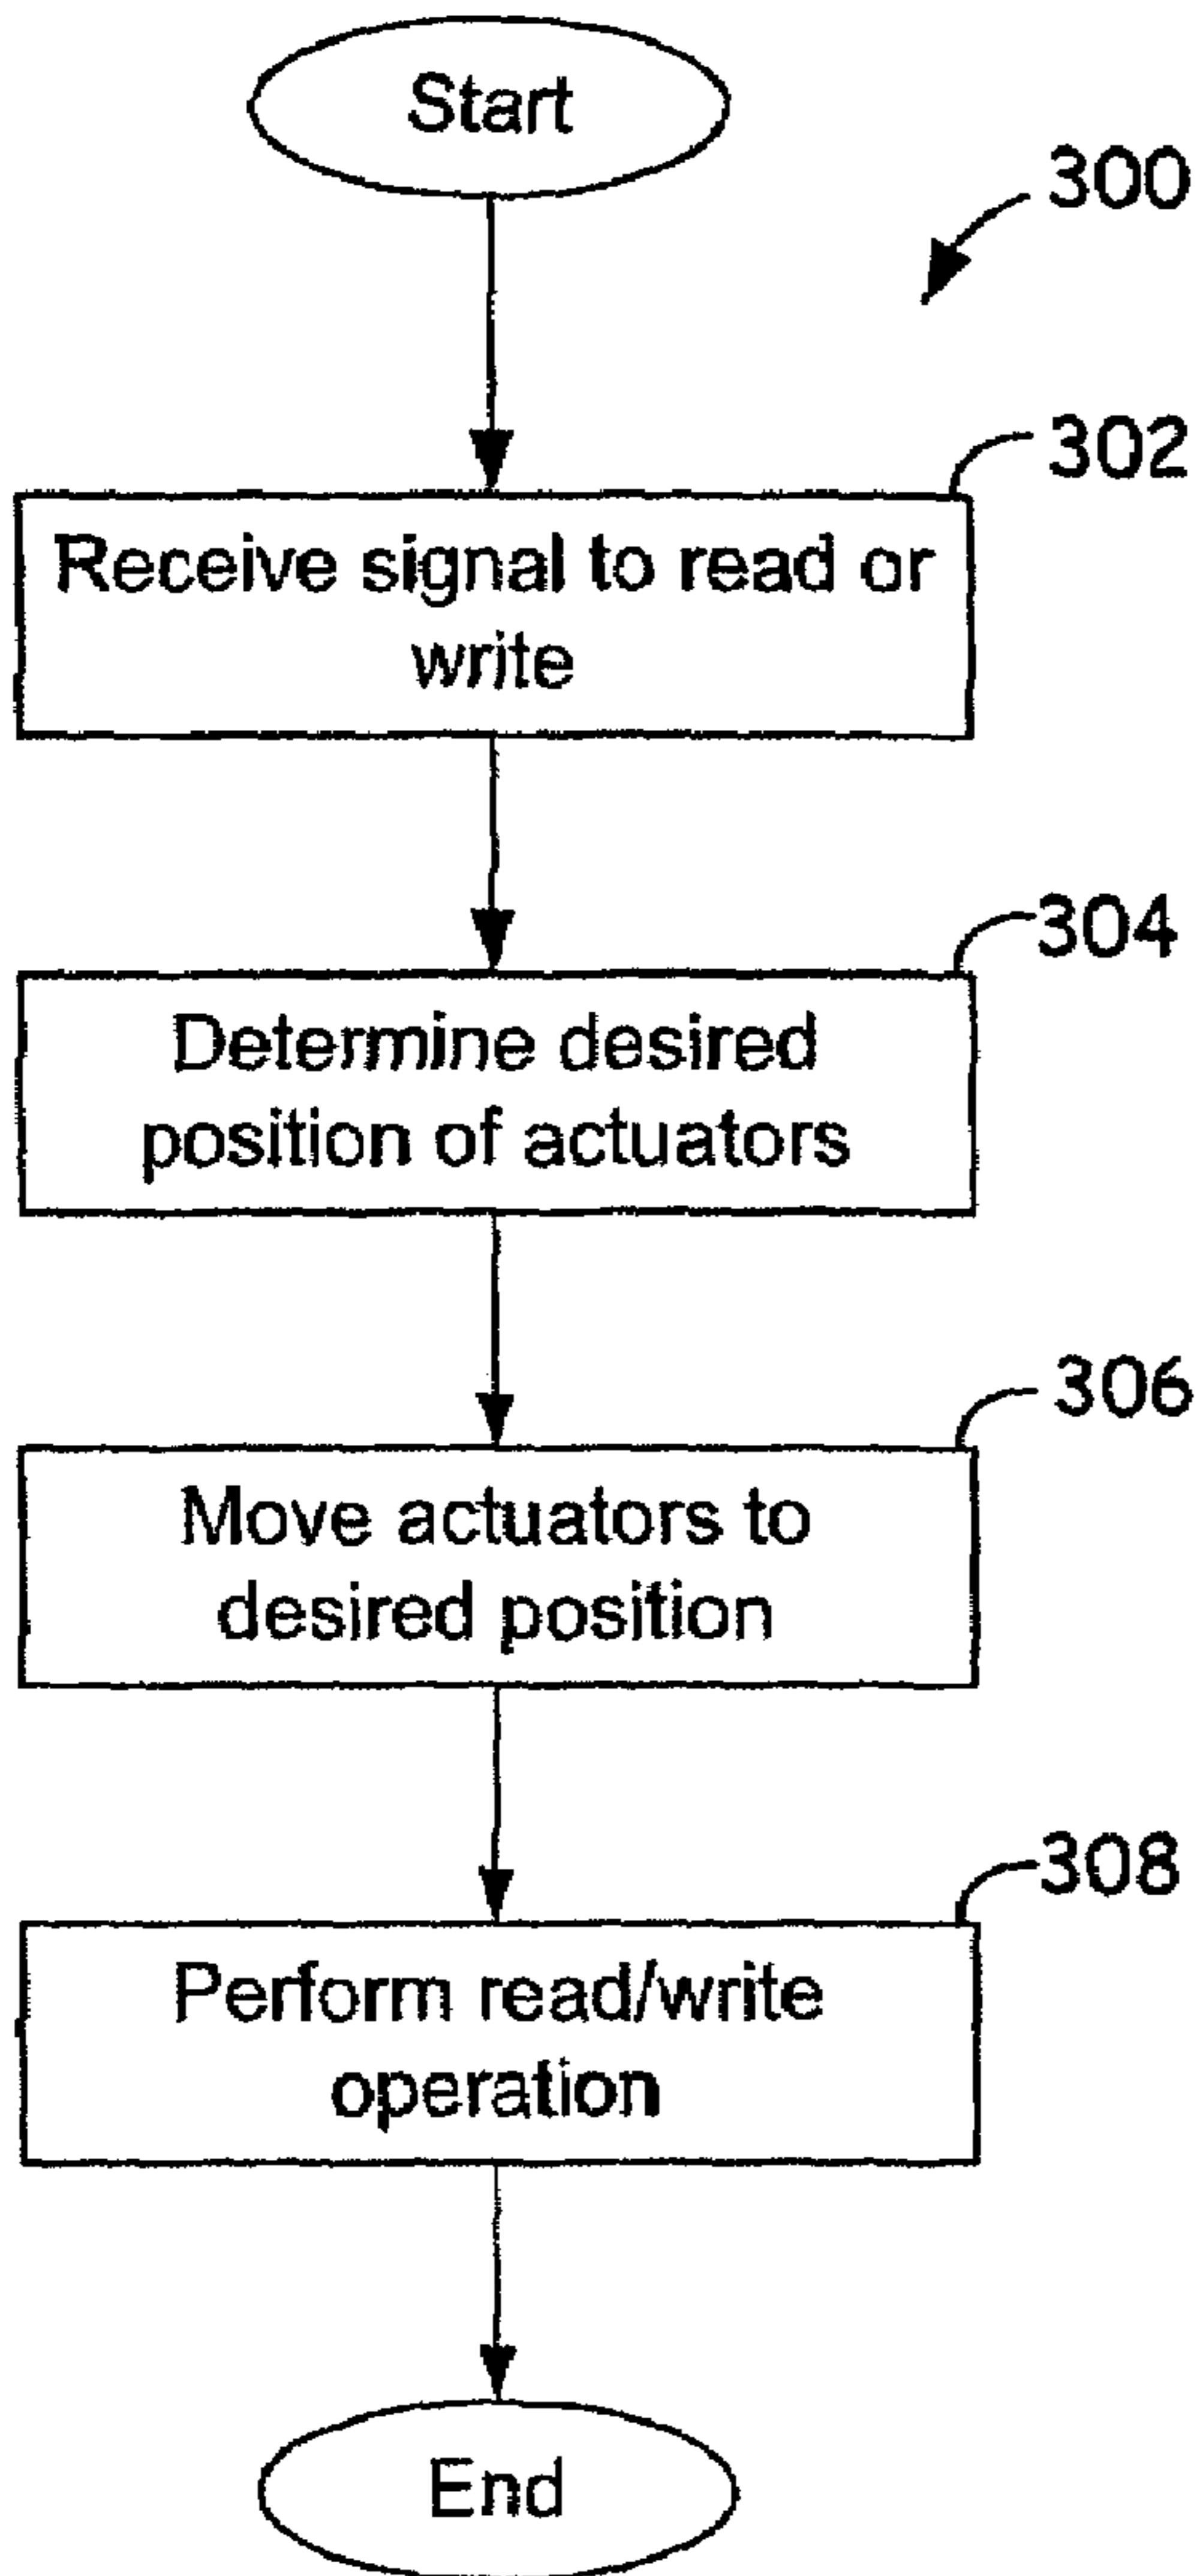 Start
300
302
Receive signal to read or
write
304
Determine desired
position of actuators
306
Move actuators to
desired position
308
Perform read/write
operation
End